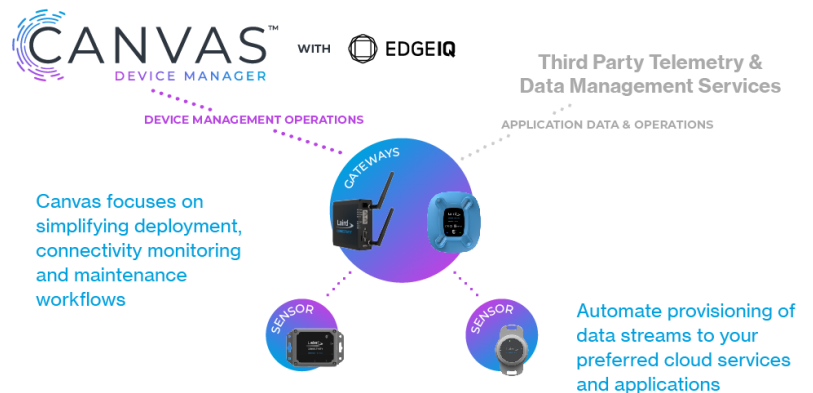 CANVAS™
DEVICE MANAGER
WITH
EDGEIQ
Third Party Telemetry &
Data Management Services
DEVICE MANAGEMENT OPERATIONS
APPLICATION DATA & OPERATIONS
GATEWAYS
Laird
Canvas focuses on
simplifying deployment,
connectivity monitoring
and maintenance
workflows
SENSOR
SENSOR
Automate provisioning of
data streams to your
preferred cloud services
and applications